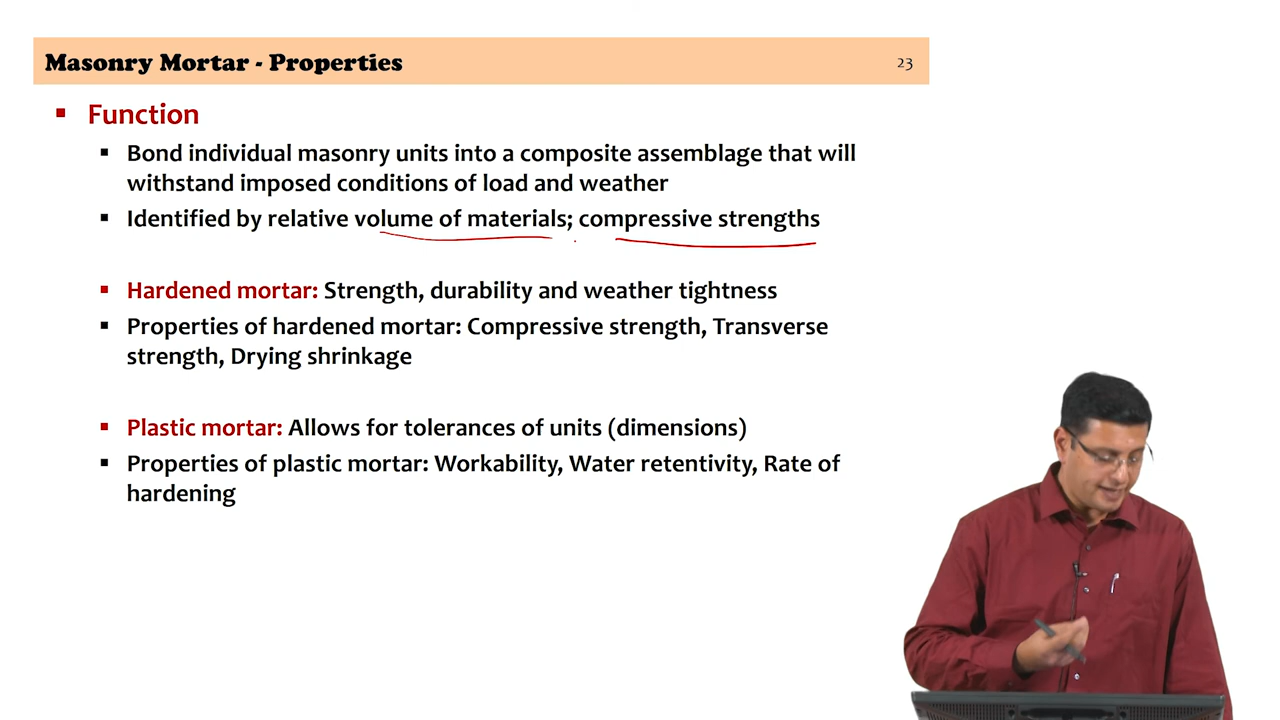 Masonry Mortar - Properties
23
▪ Function
▪ Bond individual masonry units into a composite assemblage that will
withstand imposed conditions of load and weather
▪ Identified by relative volume of materials; compressive strengths
▪ Hardened mortar: Strength, durability and weather tightness
▪ Properties of hardened mortar: Compressive strength, Transverse
strength, Drying shrinkage
▪ Plastic mortar: Allows for tolerances of units (dimensions)
▪ Properties of plastic mortar: Workability, Water retentivity, Rate of
hardening